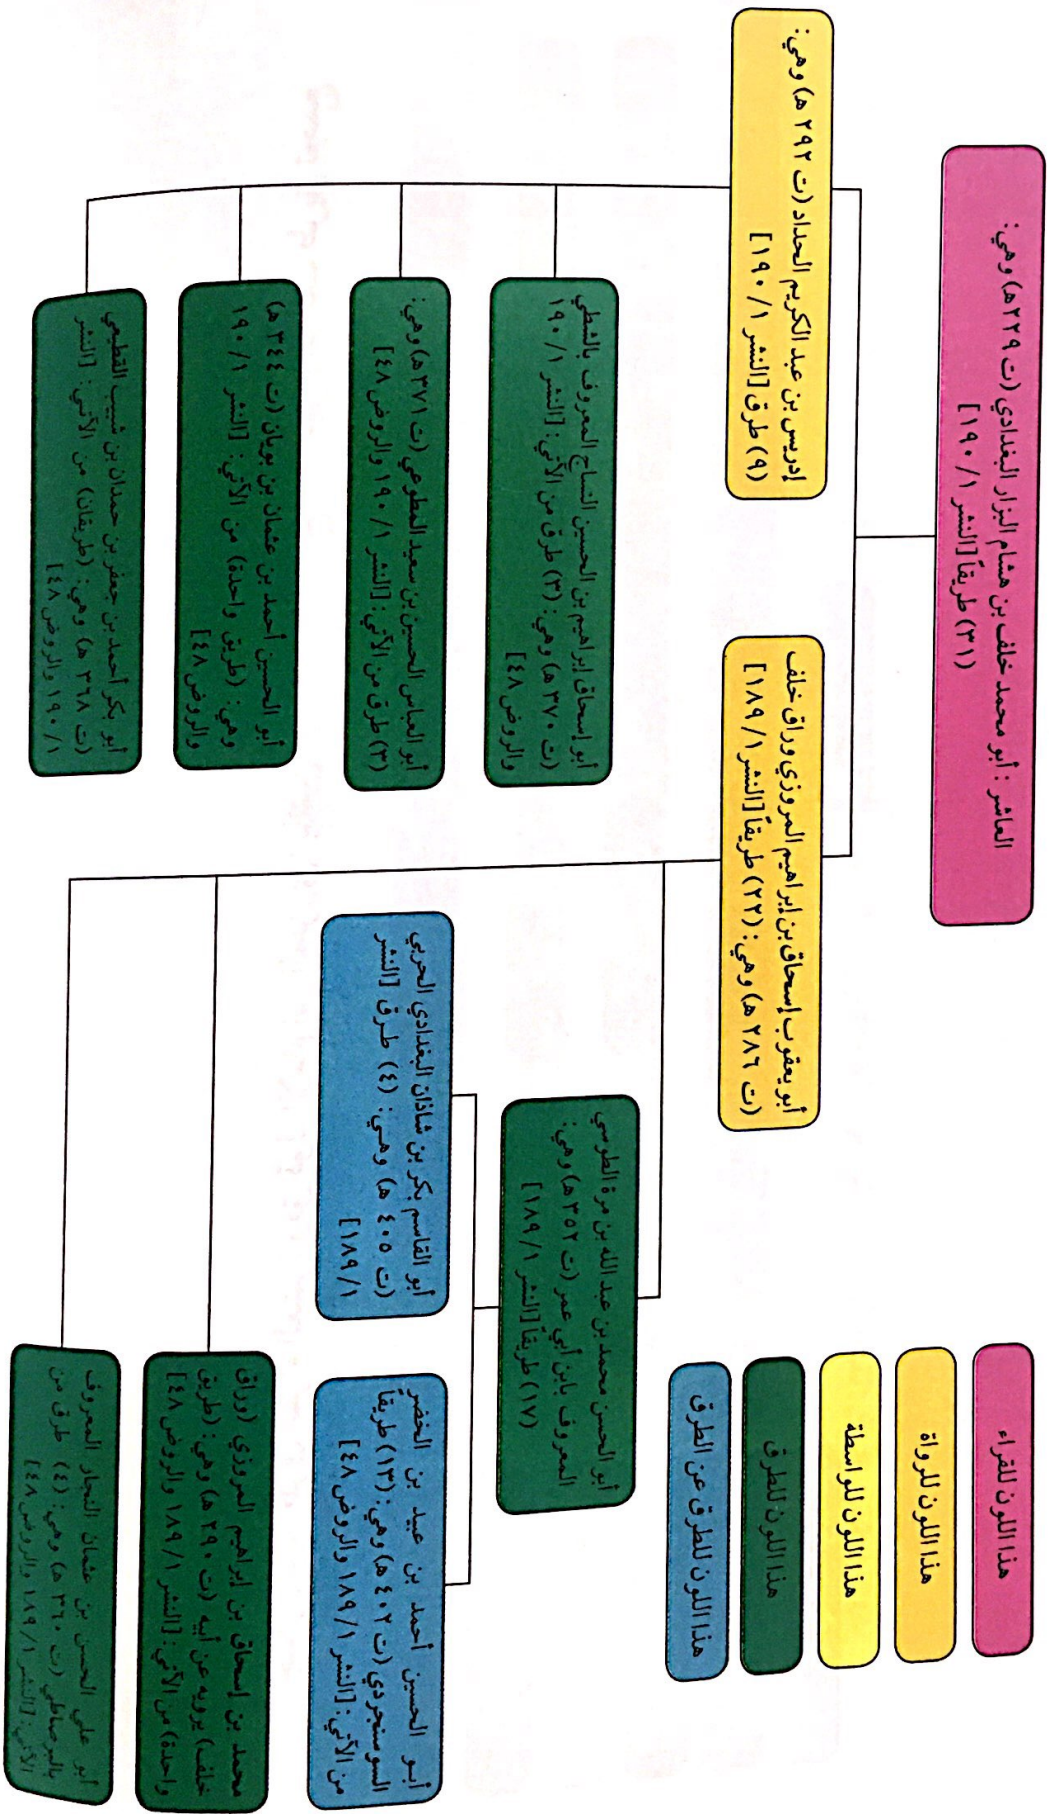 العاشر : أبو محمد خلف بن هشام البزار البغدادي (ت ٢٢٩هـ) وهي:
(٣١) طريقاً [النشر ١/ ١٩٠]
أبو يعقوب إسحاق بن إبراهيم المروزي وراق خلف
(ت ٢٨٦ هـ) وهي: (٢٢) طريقاً [النشر ١/ ١٨٩]
إدريس بن عبد الكريم الحداد (ت ٢٩٢ هـ) وهي:
(٩) طرق [النشر ١/ ١٩٠]
أبو الحسن محمد بن عبد الله بن مرة الطوسي
المعروف بابن أبي عمر (ت ٣٥٢ هـ) وهي:
(١٧) طريقاً [النشر ١/ ١٨٩]
أبو الحسين أحمد بن عبيد بن الخضر
السوسنجردي (ت ٤٠٢ هـ) وهي: (١٣) طريقاً
من الآتي: [النشر ١/ ١٨٩ والروض ٤٨]
أبو القاسم بكر بن شاذان البغدادي الحربي
(ت ٤٠٥ هـ) وهي: (٤) طرق [النشر
١/ ١٨٩]
محمد بن إسحاق بن إبراهيم المروزي (وراق
خلف) يرويه عن أبيه (ت ٢٩٠ هـ) وهي: (طريق
واحدة) من الآتي: [النشر ١/ ١٨٩ والروض ٤٨]
أبو علي الحسن بن عثمان النجار المعروف
بالبرصاطي (ت ٣٦٠ هـ) وهي: (٤) طرق من
الآتي: [النشر ١/ ١٨٩ والروض ٤٨]
أبو إسحاق إبراهيم بن الحسين النساج المعروف بالشطي
(ت ٣٧٠ هـ) وهي: (٣) طرق من الآتي: [النشر ١/ ١٩٠
والروض ٤٨]
أبو العباس الحسين بن سعيد المطوعي (ت ٣٧١ هـ) وهي:
(٣) طرق من الآتي: [النشر ١/ ١٩٠ والروض ٤٨]
أبو الحسين أحمد بن عثمان بن بويان (ت ٣٤٤ هـ)
وهي: (طريق واحدة) من الآتي: [النشر ١/ ١٩٠
والروض ٤٨]
أبو بكر أحمد بن جعفر بن حمدان بن شبيب القطيعي
(ت ٣٦٨ هـ) وهي: (طريقان) من الآتي: [النشر
١/ ١٩٠ والروض ٤٨]
هذا اللون للقراء
هذا اللون للرواة
هذا اللون للواسطة
هذا اللون للطرق
هذا اللون للطرق عن الطرق